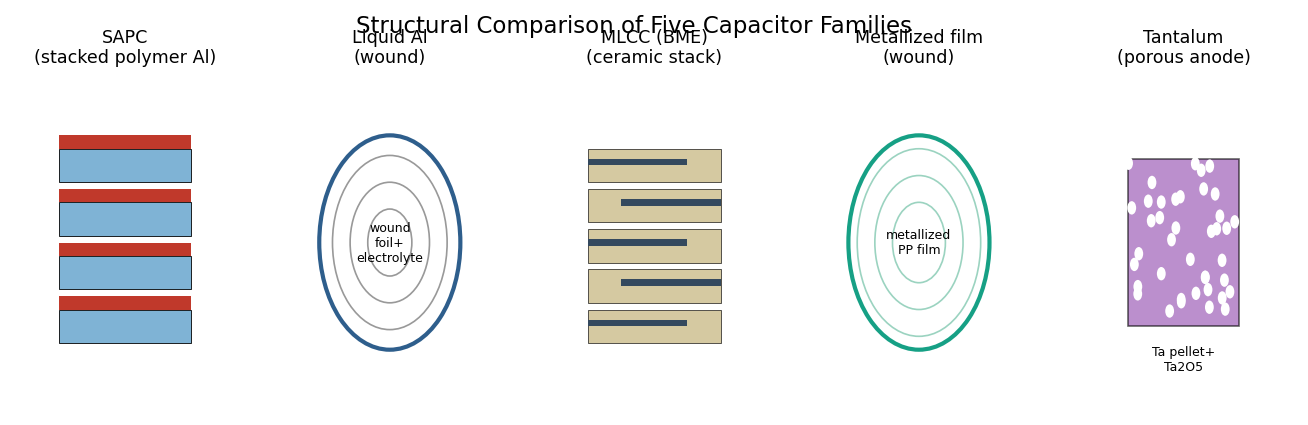 Structural Comparison of Five Capacitor Families
SAPC
(stacked polymer Al)
Liquid Al
(wound)
MLCC (BME)
(ceramic stack)
Metallized film
(wound)
Tantalum
(porous anode)
wound
foil+
electrolyte
metallized
PP film
Ta pellet+
Ta2O5